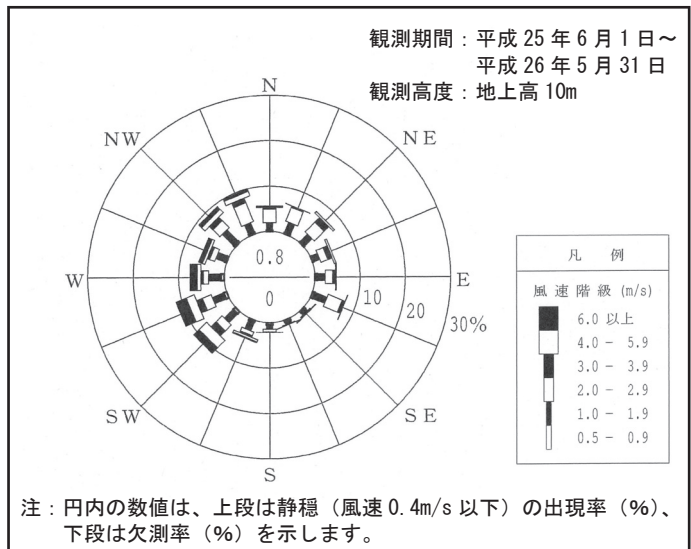 観測期間：平成25年6月1日～
平成26年5月31日
観測高度：地上高10m
N
NW
NE
0.8
W
E
0
10
20
30%
SW
SE
S
凡 例
風速階級 (m/s)
6.0 以上
4.0 － 5.9
3.0 － 3.9
2.0 － 2.9
1.0 － 1.9
0.5 － 0.9
注：円内の数値は、上段は静穏（風速0.4m/s 以下）の出現率（%）、
下段は欠測率（%）を示します。